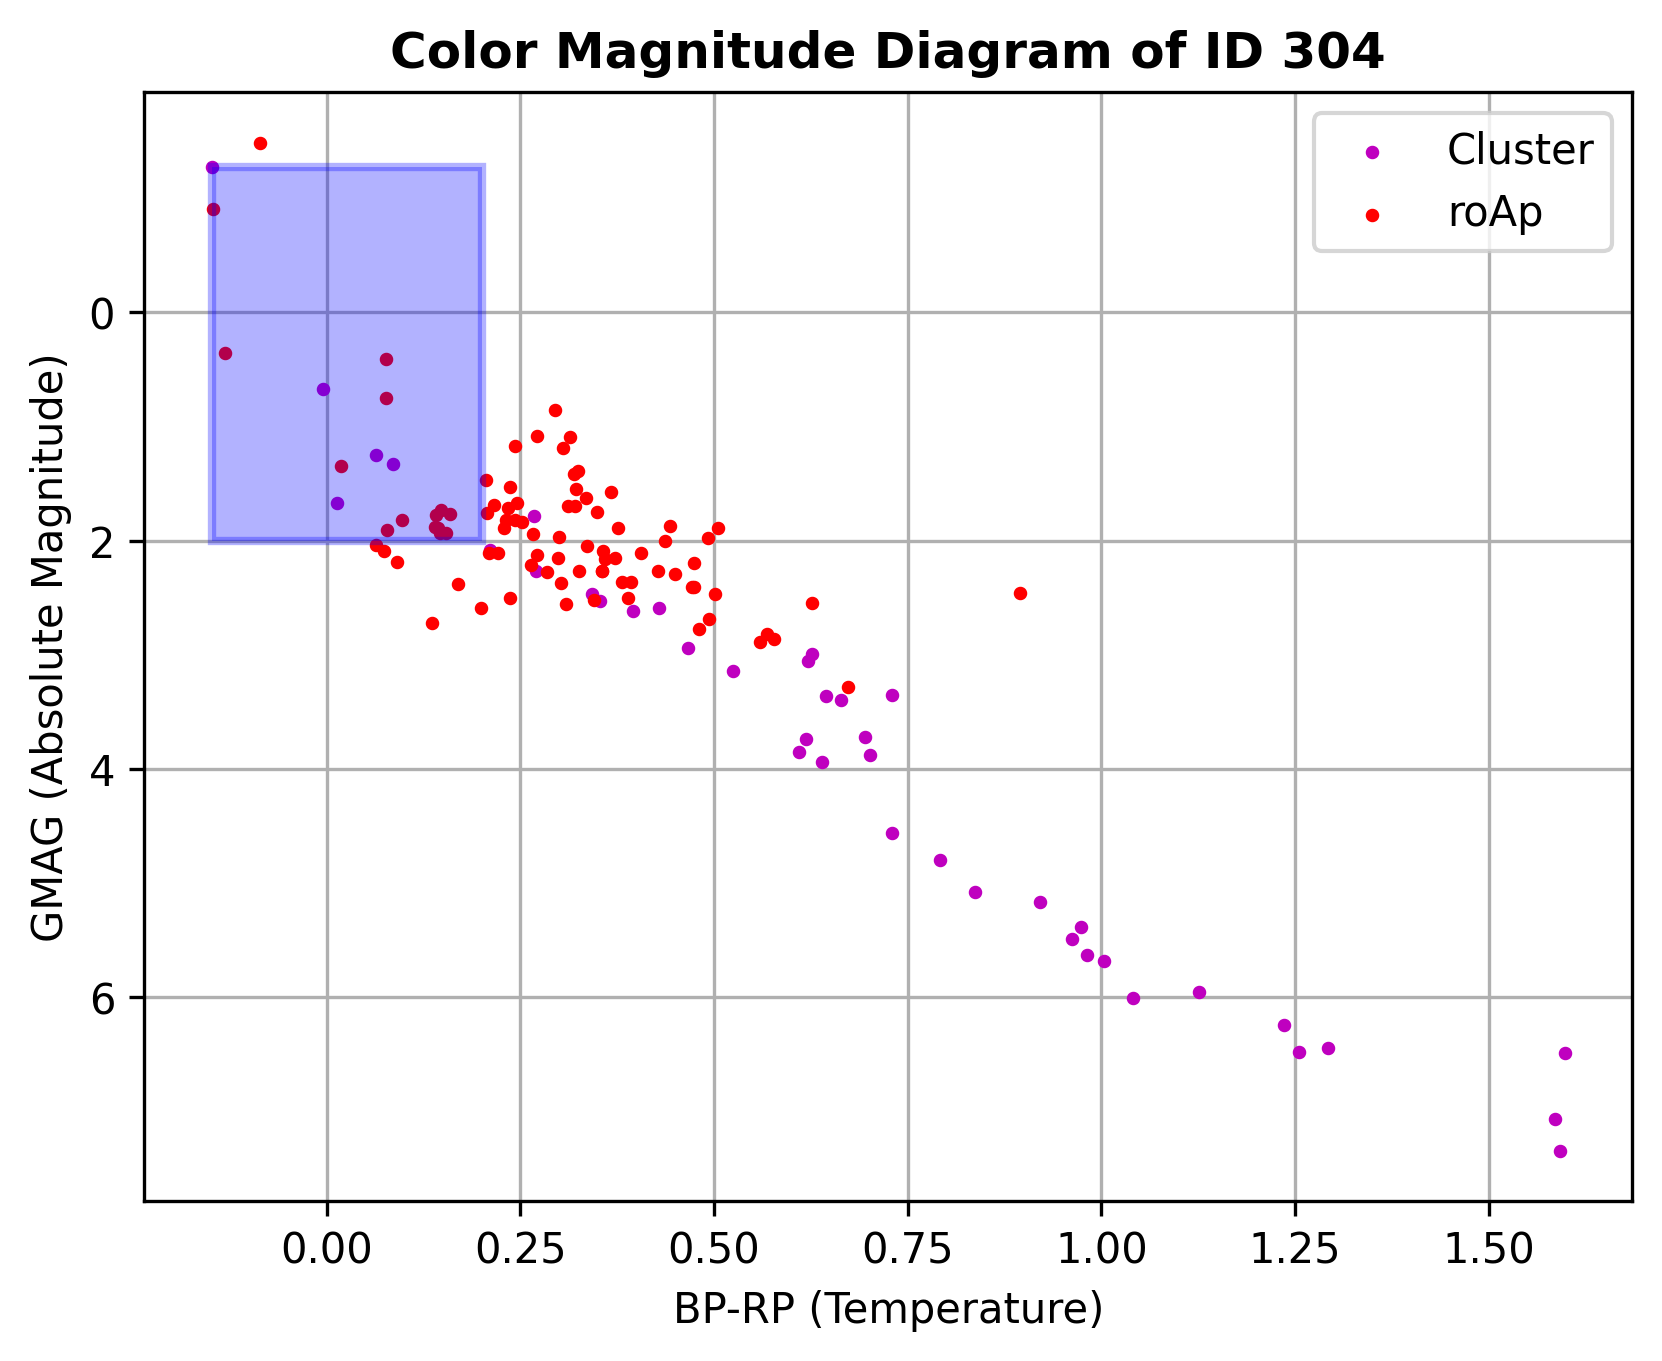 Color Magnitude Diagram of ID 304
Cluster
roAp
GMAG (Absolute Magnitude)
0
2
4
6
0.00 0.25 0.50 0.75 1.00 1.25 1.50
BP-RP (Temperature)